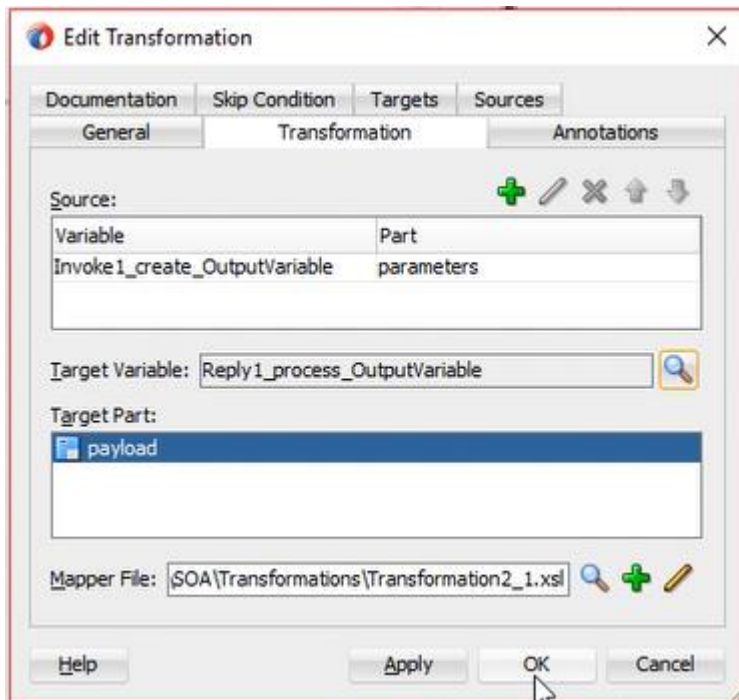 Edit Transformation
Documentation Skip Condition Targets Sources
General Transformation Annotations
Source:
Variable Part
Invoke1_create_OutputVariable parameters
Target Variable: Reply1_process_OutputVariable
Target Part:
payload
Mapper File: SOA\Transformations\Transformation2_1.xsl
Help Apply OK Cancel